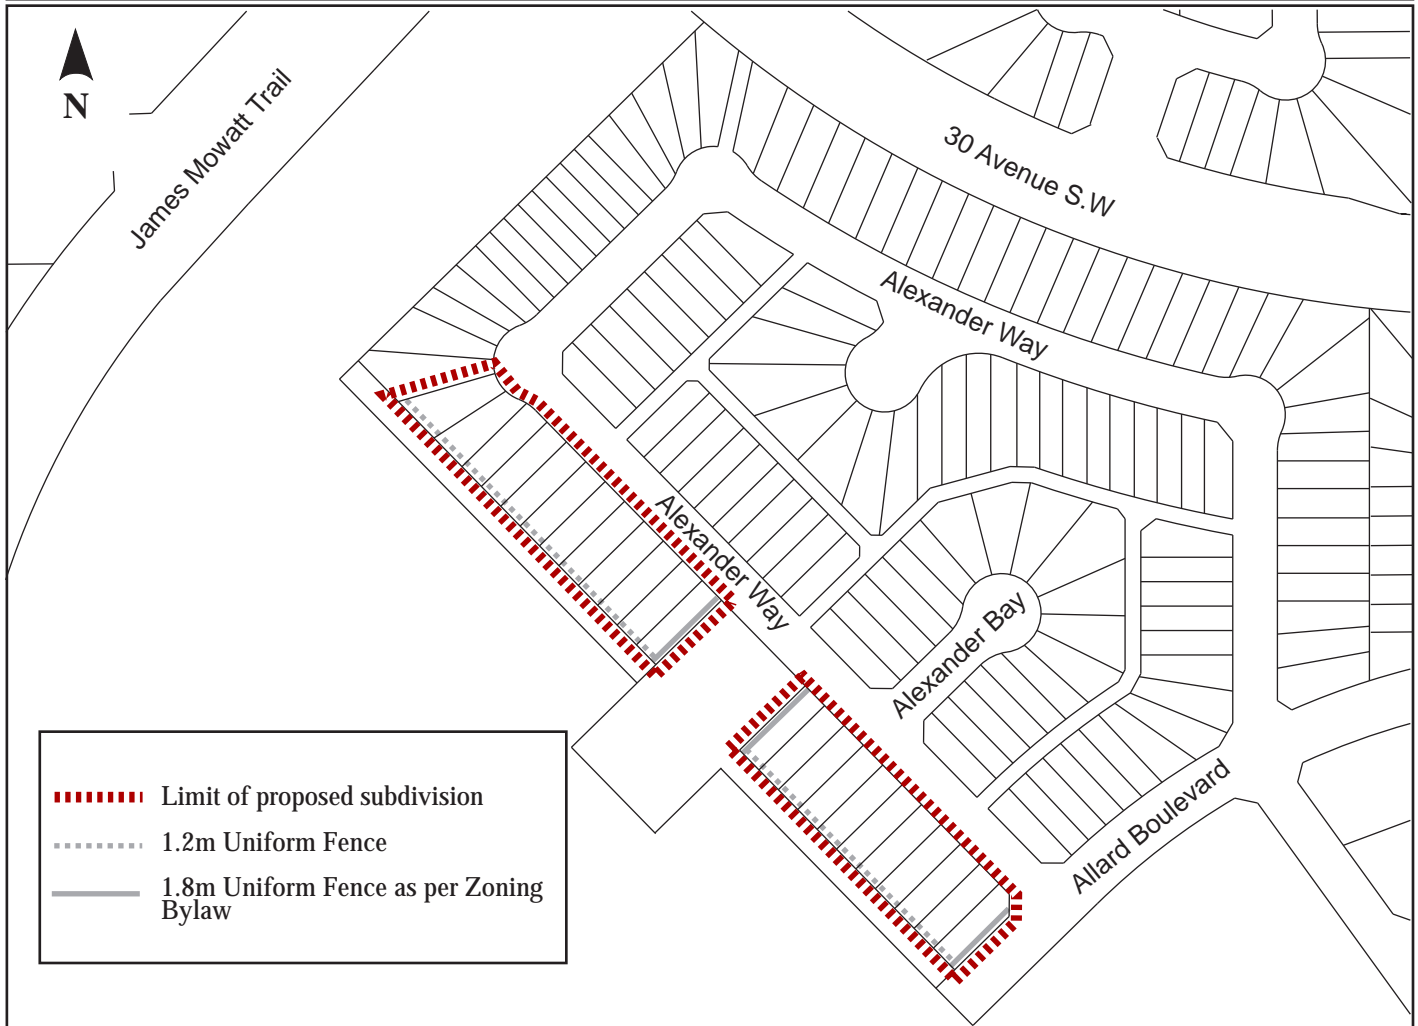 N
James Mowatt Trail
30 Avenue S.W
Alexander Way
Alexander Way
Alexander Bay
Allard Boulevard
Limit of proposed subdivision
1.2m Uniform Fence
1.8m Uniform Fence as per Zoning
Bylaw